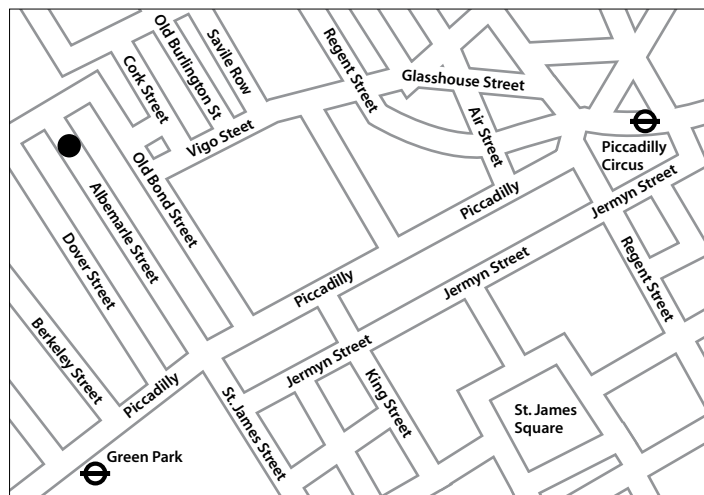 Old Burlington St
Savile Row
Cork Street
Regent Street
Glasshouse Street
Air Street
Vigo Steet
Piccadilly
Circus
Old Bond Street
Albemarle Street
Dover Street
Berkeley Street
Piccadilly
Jermyn Street
Piccadilly
Jermyn Street
Regent Street
Jermyn Street
Piccadilly
St. James Street
King Street
St. James
Square
Green Park